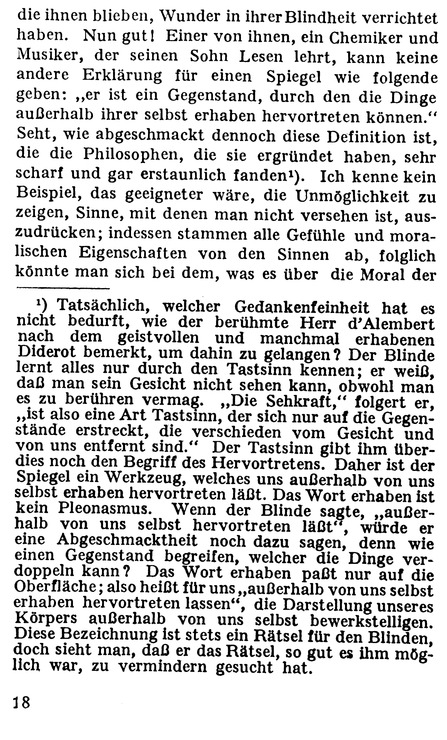 die ihnen blieben, Wunder in ihrer Blindheit verrichtet
haben. Nun gut! Einer von ihnen, ein Chemiker und
Musiker, der seinen Sohn Lesen lehrt, kann keine
andere Erklärung für einen Spiegel wie folgende
geben: „er ist ein Gegenstand, durch den die Dinge
außerhalb ihrer selbst erhaben hervortreten können.“
Seht, wie abgeschmackt dennoch diese Definition ist,
die die Philosophen, die sie ergründet haben, sehr
scharf und gar erstaunlich fanden¹). Ich kenne kein
Beispiel, das geeigneter wäre, die Unmöglichkeit zu
zeigen, Sinne, mit denen man nicht versehen ist, aus-
zudrücken; indessen stammen alle Gefühle und mora-
lischen Eigenschaften von den Sinnen ab, folglich
könnte man sich bei dem, was es über die Moral der
¹) Tatsächlich, welcher Gedankenfeinheit hat es
nicht bedurft, wie der berühmte Herr d'Alembert
nach dem geistvollen und manchmal erhabenen
Diderot bemerkt, um dahin zu gelangen? Der Blinde
lernt alles nur durch den Tastsinn kennen; er weiß,
daß man sein Gesicht nicht sehen kann, obwohl man
es zu berühren vermag. „Die Sehkraft,“ folgert er,
„ist also eine Art Tastsinn, der sich nur auf die Gegen-
stände erstreckt, die verschieden vom Gesicht und
von uns entfernt sind.“ Der Tastsinn gibt ihm über-
dies noch den Begriff des Hervortretens. Daher ist der
Spiegel ein Werkzeug, welches uns außerhalb von uns
selbst erhaben hervortreten läßt. Das Wort erhaben ist
kein Pleonasmus. Wenn der Blinde sagte, „außer-
halb von uns selbst hervortreten läßt“, würde er
eine Abgeschmacktheit noch dazu sagen, denn wie
einen Gegenstand begreifen, welcher die Dinge ver-
doppeln kann? Das Wort erhaben paßt nur auf die
Oberfläche; also heißt für uns „außerhalb von uns selbst
erhaben hervortreten lassen“, die Darstellung unseres
Körpers außerhalb von uns selbst bewerkstelligen.
Diese Bezeichnung ist stets ein Rätsel für den Blinden,
doch sieht man, daß er das Rätsel, so gut es ihm mög-
lich war, zu vermindern gesucht hat.
18